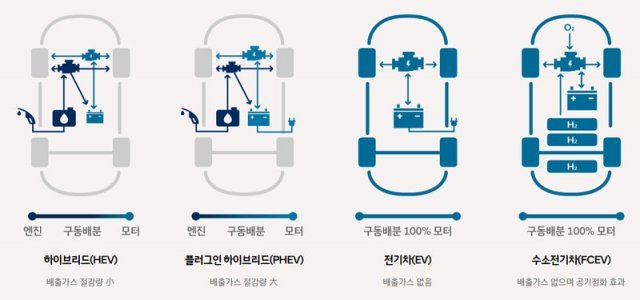 O₂
H₂
H₂
H₂
엔진 구동배분 모터
하이브리드(HEV)
배출가스 절감량 小
엔진 구동배분 모터
플러그인 하이브리드(PHEV)
배출가스 절감량 大
구동배분 100% 모터
전기차(EV)
배출가스 없음
구동배분 100% 모터
수소전기차(FCEV)
배출가스 없으며 공기정화 효과